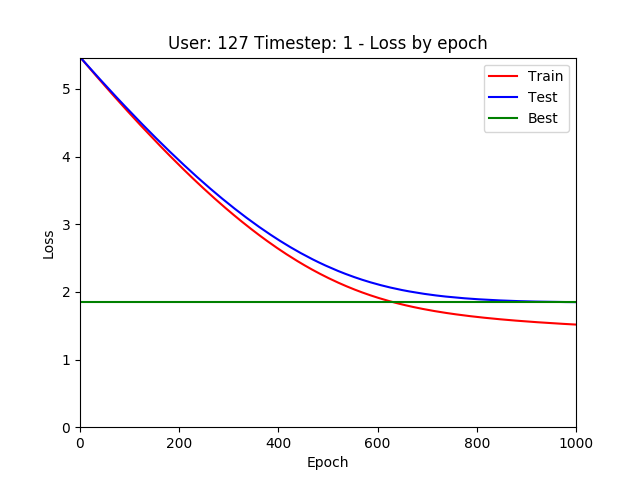 User: 127 Timestep: 1 - Loss by epoch
Train
Test
Best
5
4
3
2
1
0
Loss
0 200 400 600 800 1000
Epoch